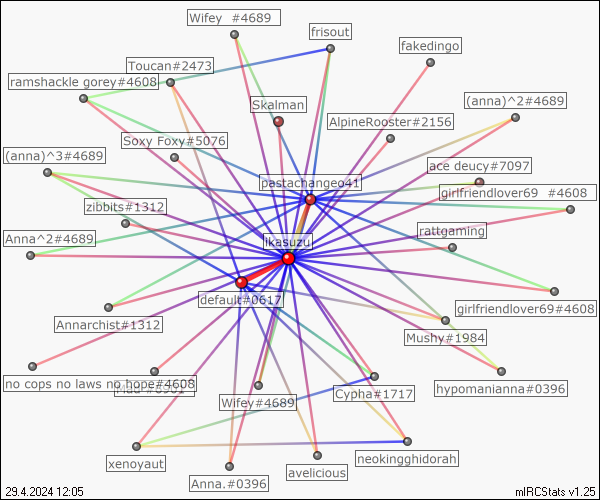 Wifey #4689
frisout
fakedingo
Toucan#2473
ramshackle gorey#4608
Skalman
(anna)^2#4689
AlpineRooster#2156
Soxy Foxy#5076
(anna)^3#4689
ace deucy#7097
pastachangeo41
girlfriendlover69 #4608
zibbits#1312
rattgaming
Anna^2#4689
ikasuzu
default#0617
girlfriendlover69#4608
Annarchist#1312
Mushy#1984
no cops no laws no hope#4608
hypomanianna#0396
Cypha#1717
Wifey#4689
neokingghidorah
xenoyaut
avelicious
Anna.#0396
29.4.2024 12:05
mIRCStats v1.25